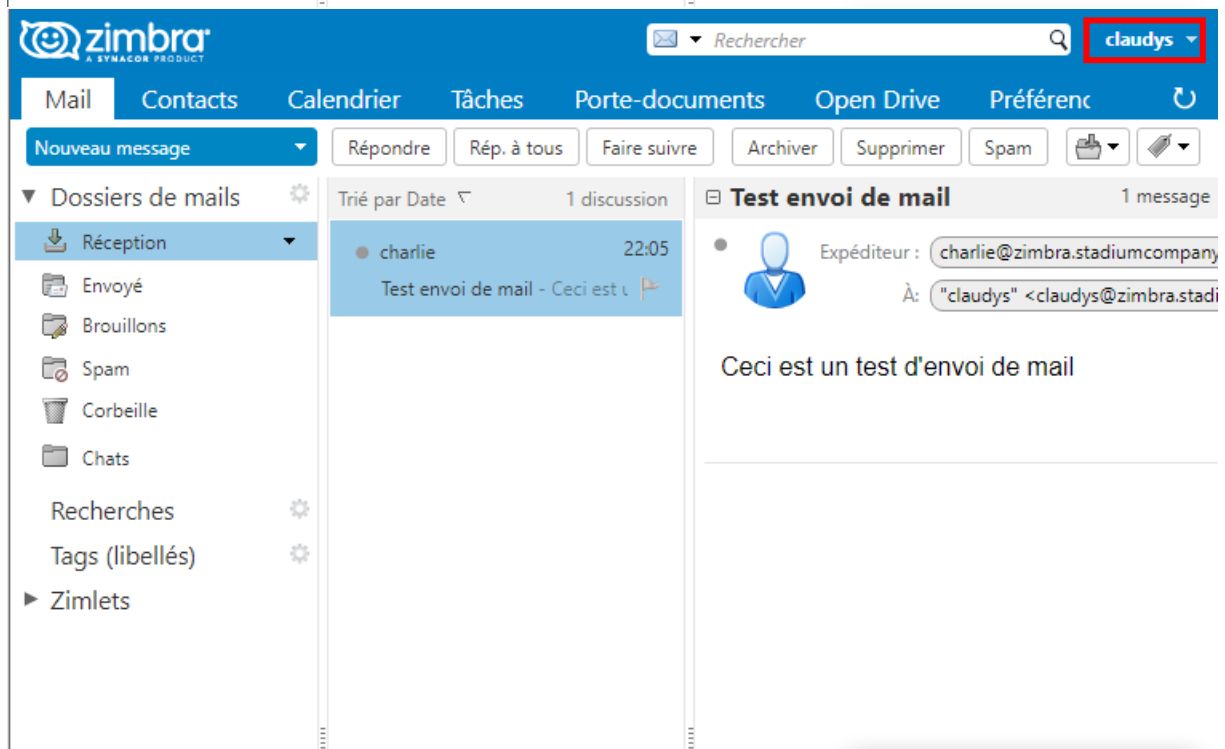 zimbra
A SYNACOR PRODUCT
Rechercher
claudys
Mail Contacts Calendrier Tâches Porte-documents Open Drive Préférenc
Nouveau message Répondre Rép. à tous Faire suivre Archiver Supprimer Spam
Dossiers de mails
Réception
Envoyé
Brouillons
Spam
Corbeille
Chats
Recherches
Tags (libellés)
Zimlets
Trié par Date 1 discussion
charlie 22:05
Test envoi de mail - Ceci est u
Test envoi de mail 1 message
Expéditeur : charlie@zimbra.stadiumcompany
À: "claudys" <claudys@zimbra.stadi
Ceci est un test d'envoi de mail